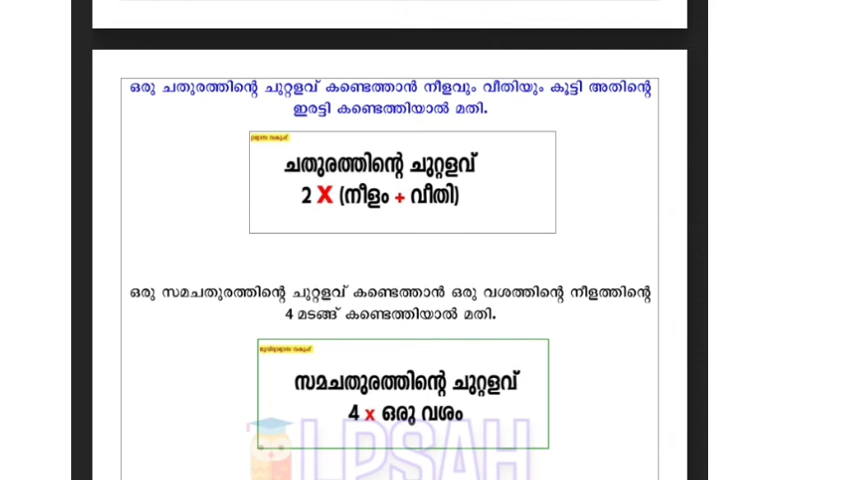 ഒരു ചതുരത്തിന്റെ ചുറ്റളവ് കണ്ടെത്താൻ നീളവും വീതിയും കൂട്ടി അതിന്റെ
ഇരട്ടി കണ്ടെത്തിയാൽ മതി.
ചതുരത്തിന്റെ ചുറ്റളവ്
2 X (നീളം + വീതി)
ഒരു സമചതുരത്തിന്റെ ചുറ്റളവ് കണ്ടെത്താൻ ഒരു വശത്തിന്റെ നീളത്തിന്റെ
4 മടങ്ങ് കണ്ടെത്തിയാൽ മതി.
സമചതുരത്തിന്റെ ചുറ്റളവ്
4 x ഒരു വശം
LPSAH